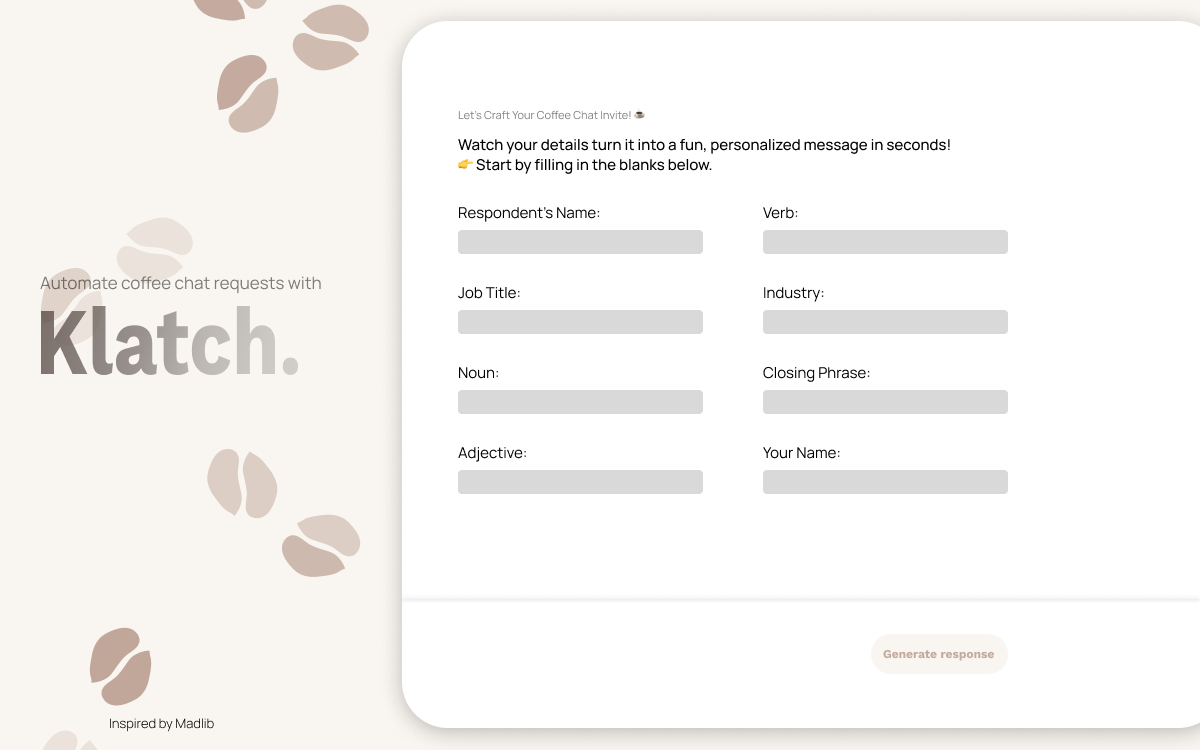 Automate coffee chat requests with
Klatch.
Inspired by Madlib
Let's Craft Your Coffee Chat Invite! ☕
Watch your details turn it into a fun, personalized message in seconds!
👉 Start by filling in the blanks below.
Respondent's Name:
Verb:
Job Title:
Industry:
Noun:
Closing Phrase:
Adjective:
Your Name:
Generate response